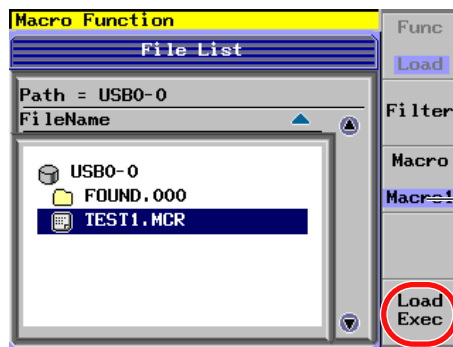 Macro Function
File List
Path = USB0-0
FileName
USB0-0
FOUND.000
TEST1.MCR
Func
Load
Filter
Macro
Macro1
Load
Exec